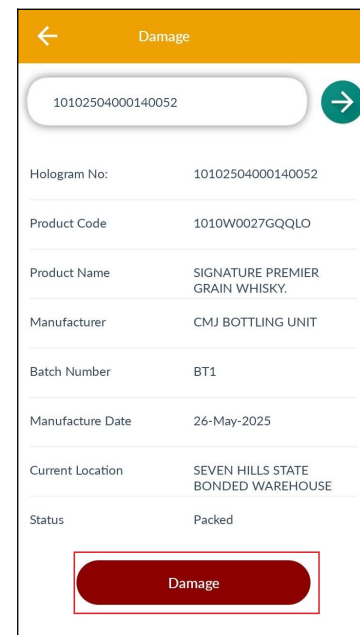 Damage
10102504000140052
Hologram No: 10102504000140052
Product Code 1010W0027GQQLO
Product Name SIGNATURE PREMIER
GRAIN WHISKY.
Manufacturer CMJ BOTTLING UNIT
Batch Number BT1
Manufacture Date 26-May-2025
Current Location SEVEN HILLS STATE
BONDED WAREHOUSE
Status Packed
Damage